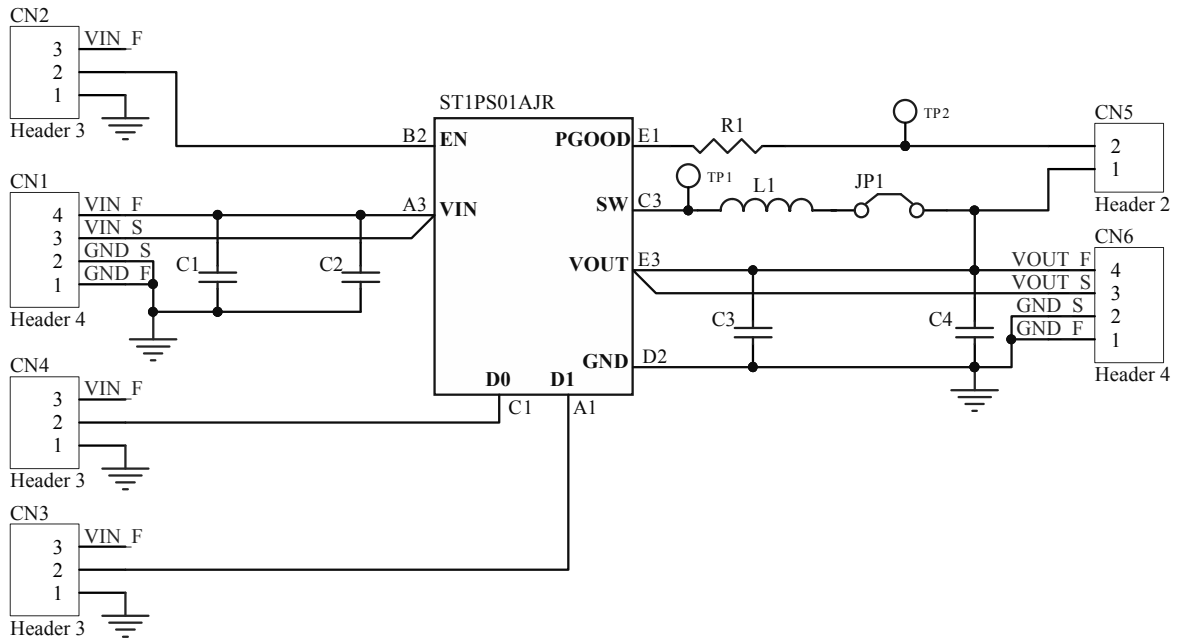 CN2
3 VIN_F
2
1
Header 3
ST1PS01AJR
B2 EN
PGOOD E1
R1
TP2
CN5
2
1
Header 2
CN1
4 VIN_F
3 VIN_S
2 GND_S
1 GND_F
Header 4
A3 VIN
C1
C2
SW C3
TP1
L1
JP1
VOUT E3
CN6
VOUT_F 4
VOUT_S 3
GND_S 2
GND_F 1
Header 4
C3
C4
GND D2
D0
D1
C1
A1
CN4
3 VIN_F
2
1
Header 3
CN3
3 VIN_F
2
1
Header 3